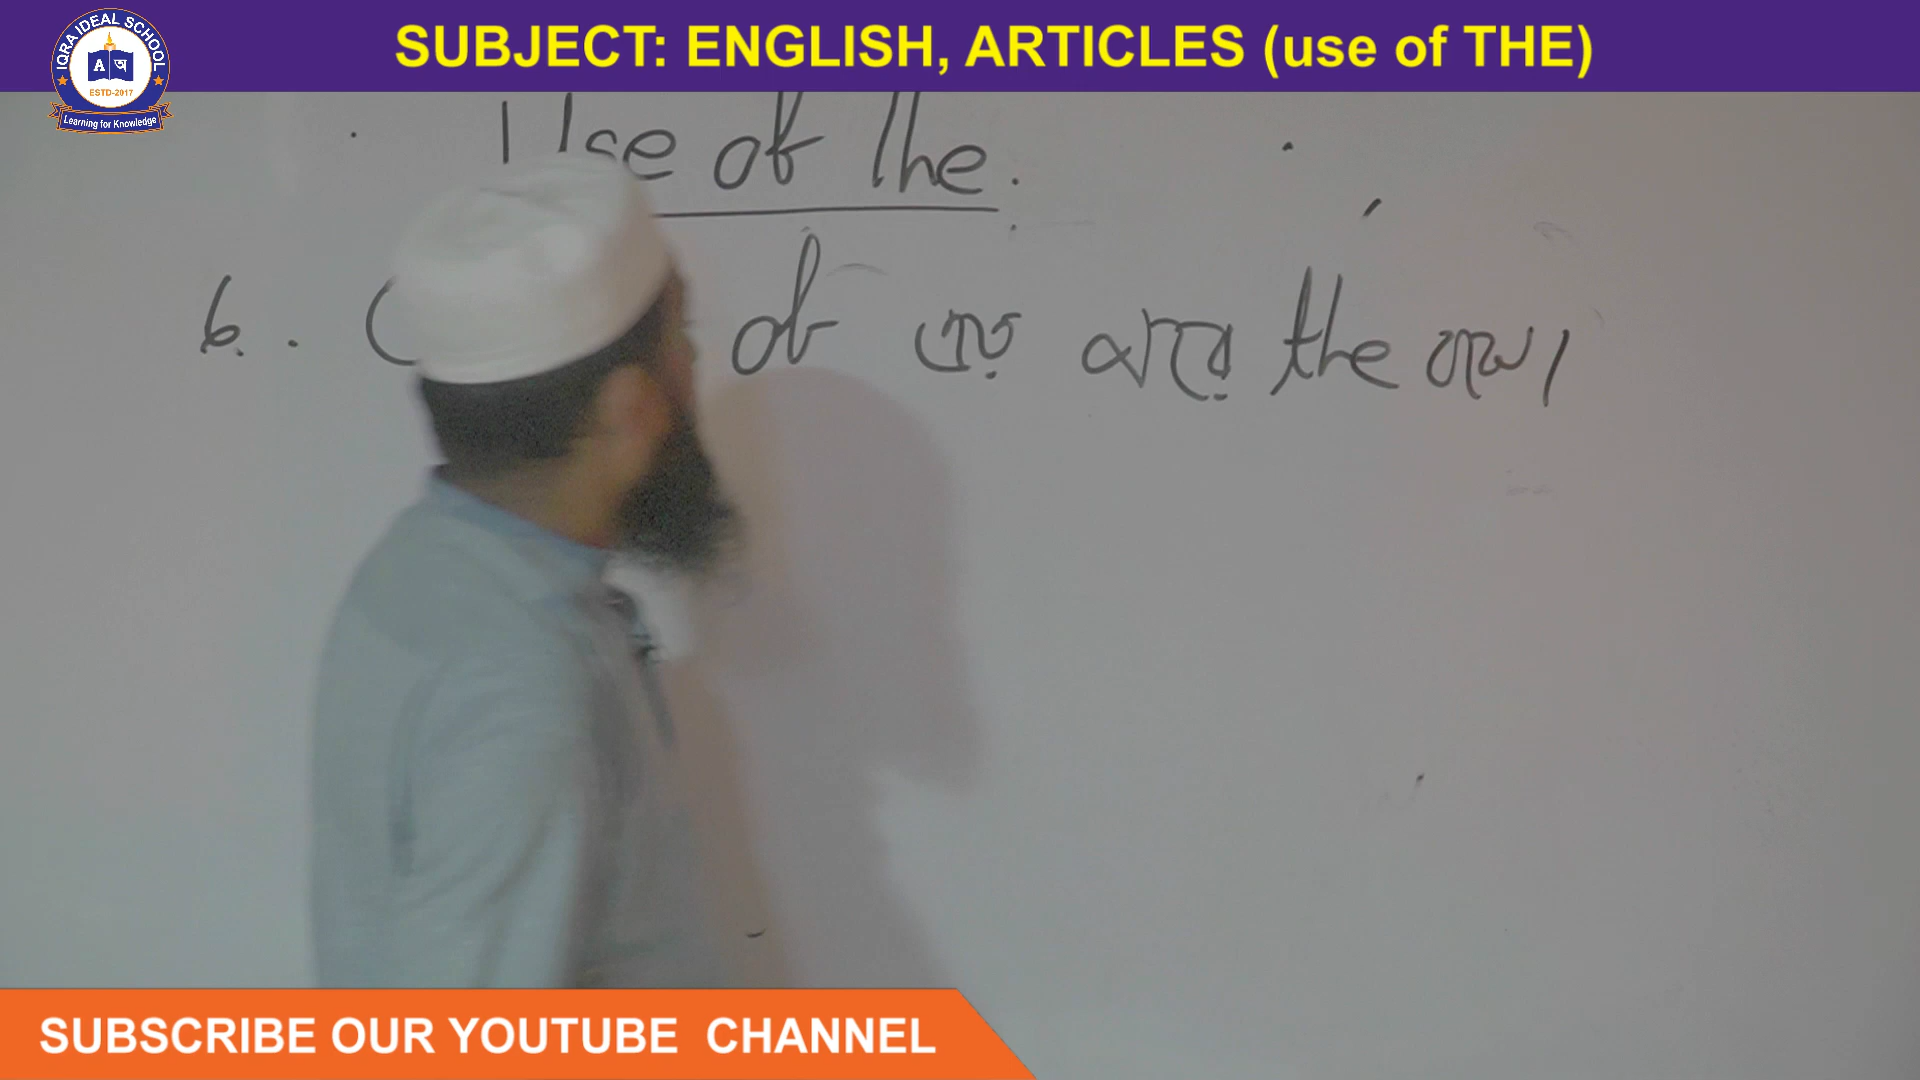 SUBJECT: ENGLISH, ARTICLES (use of THE)
IQRA IDEAL SCHOOL
A অ
ESTD-2017
Learning for Knowledge
Use of The.
6. of এর পরে the বসে।
SUBSCRIBE OUR YOUTUBE CHANNEL